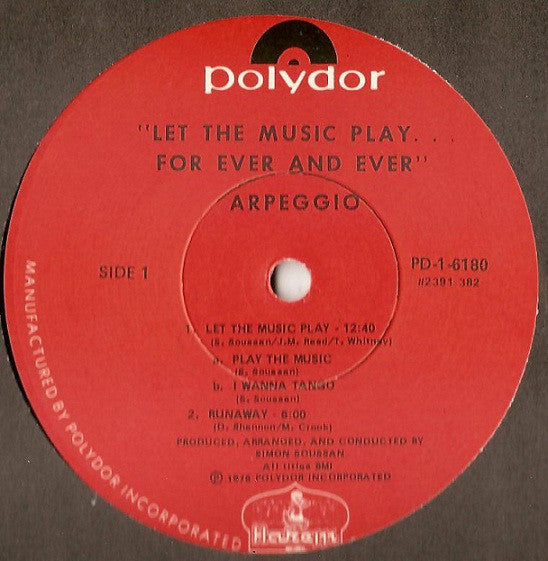 polydor
"LET THE MUSIC PLAY. . .
FOR EVER AND EVER"
ARPEGGIO
SIDE 1
PD-1-6180
#2391 382
1. LET THE MUSIC PLAY - 12:40
(S. Soussan/J.M. Reed/T. Whitney)
a. PLAY THE MUSIC
(S. Soussan)
b. I WANNA TANGO
(S. Soussan)
2. RUNAWAY - 6:00
(D. Shannon/M. Crook)
PRODUCED, ARRANGED, AND CONDUCTED BY
SIMON SOUSSAN
All titles BMI
Ⓟ 1978 POLYDOR INCORPORATED
MANUFACTURED BY POLYDOR INCORPORATED
Harem